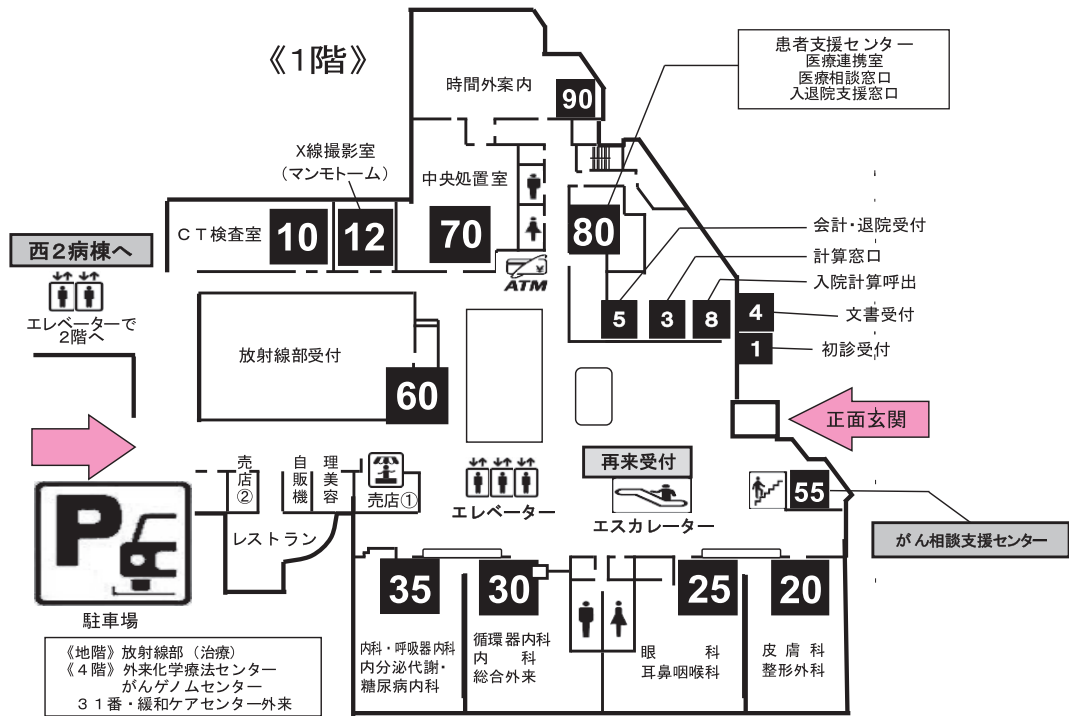 《1階》
時間外案内
90
患者支援センター
医療連携室
医療相談窓口
入退院支援窓口
X線撮影室
(マンモトーム)
中央処置室
70
80
CT検査室
10
12
西2病棟へ
エレベーターで
2階へ
ATM
会計・退院受付
計算窓口
入院計算呼出
文書受付
初診受付
5
3
8
4
1
放射線部受付
60
正面玄関
再来受付
売店②
自販機
理美容
売店①
エレベーター
エスカレーター
55
がん相談支援センター
P
駐車場
レストラン
35
30
25
20
内科・呼吸器内科
内分泌代謝・
糖尿病内科
循環器内科
内科
総合外来
眼科
耳鼻咽喉科
皮膚科
整形外科
《地階》放射線部(治療)
《4階》外来化学療法センター
がんゲノムセンター
31番・緩和ケアセンター外来